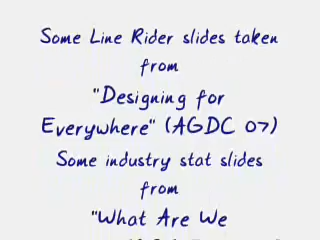 Some Line Rider slides taken
from
"Designing for
Everywhere" (AGDC 07)
Some industry stat slides
from
"What Are We